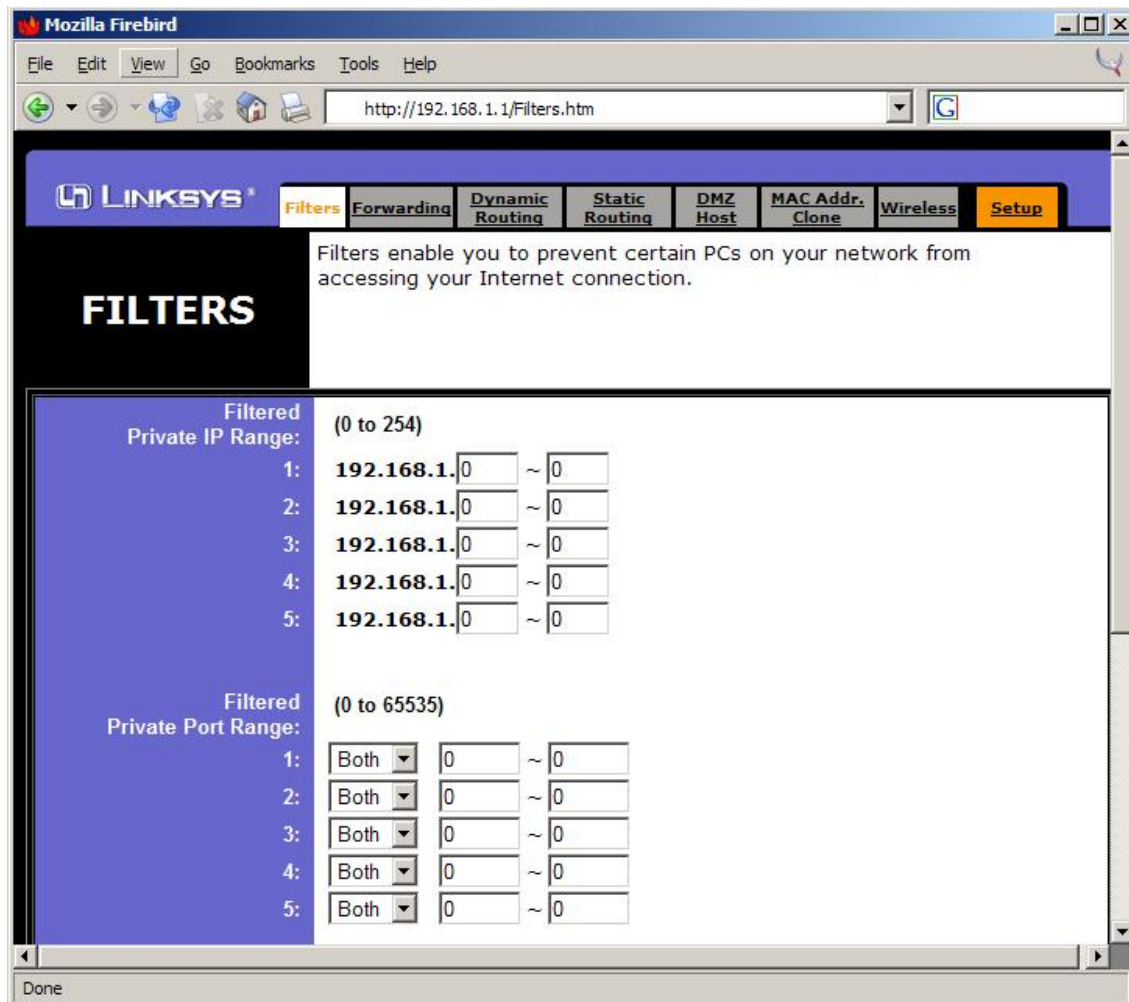 Mozilla Firebird
File Edit View Go Bookmarks Tools Help
http://192.168.1.1/Filters.htm
G
LINKSYS®
Filters Forwarding Dynamic Routing Static Routing DMZ Host MAC Addr. Clone Wireless Setup
FILTERS
Filters enable you to prevent certain PCs on your network from
accessing your Internet connection.
Filtered
Private IP Range:
(0 to 254)
1: 192.168.1.0 ~ 0
2: 192.168.1.0 ~ 0
3: 192.168.1.0 ~ 0
4: 192.168.1.0 ~ 0
5: 192.168.1.0 ~ 0
Filtered
Private Port Range:
(0 to 65535)
1: Both 0 ~ 0
2: Both 0 ~ 0
3: Both 0 ~ 0
4: Both 0 ~ 0
5: Both 0 ~ 0
Done